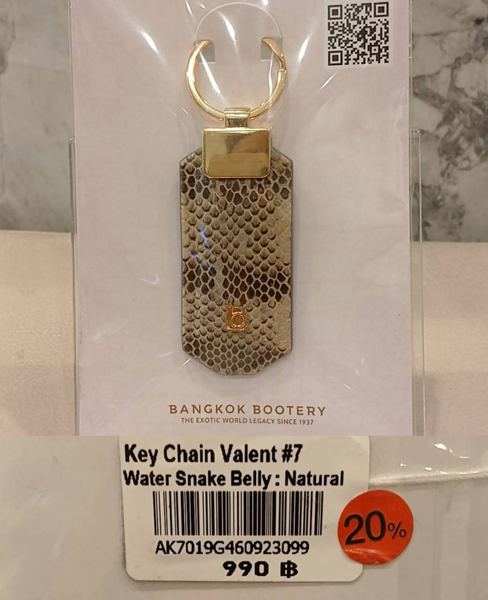 BANGKOK BOOTERY
THE EXOTIC WORLD LEGACY SINCE 1937
Key Chain Valent #7
Water Snake Belly : Natural
AK7019G460923099
990 ฿
20%